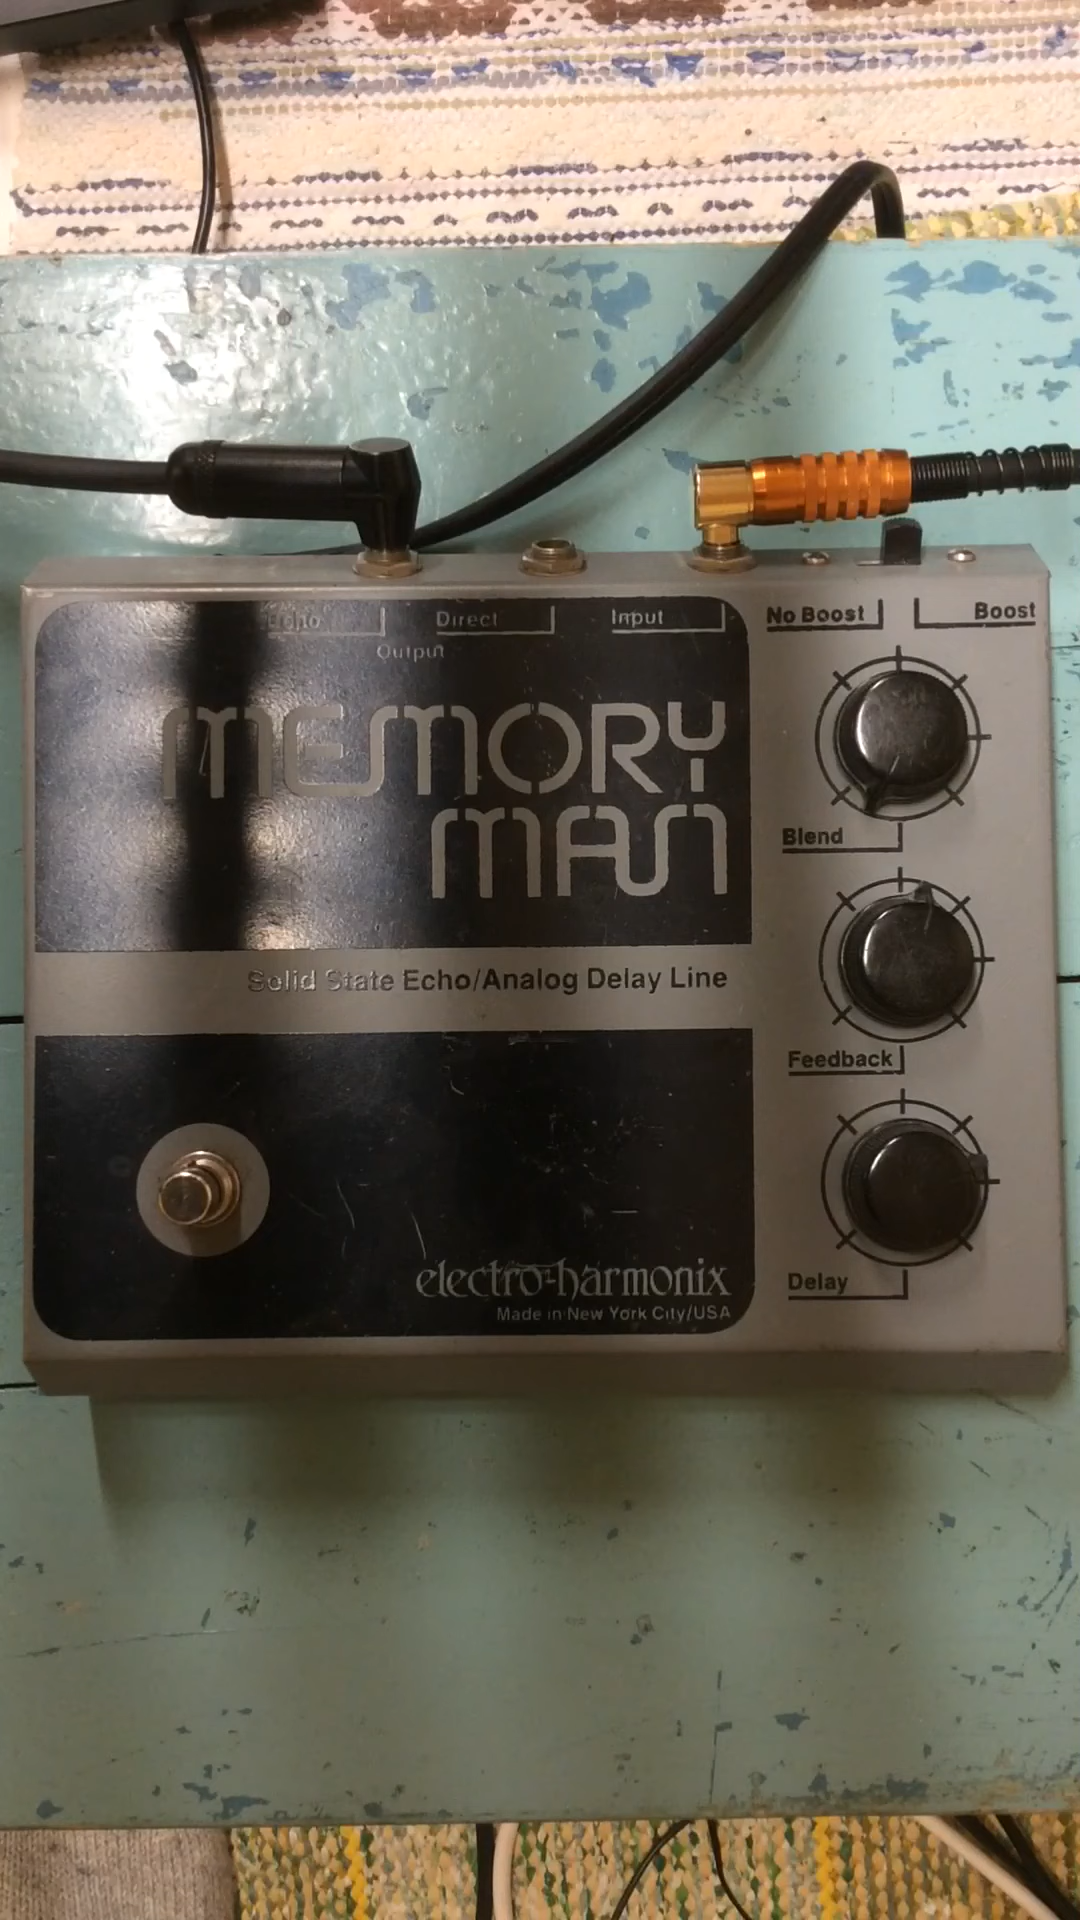 Echo Direct Input No Boost Boost
Output
MEMORY
MAN
Blend
Solid State Echo/Analog Delay Line
Feedback
electro-harmonix
Made in New York City/USA
Delay